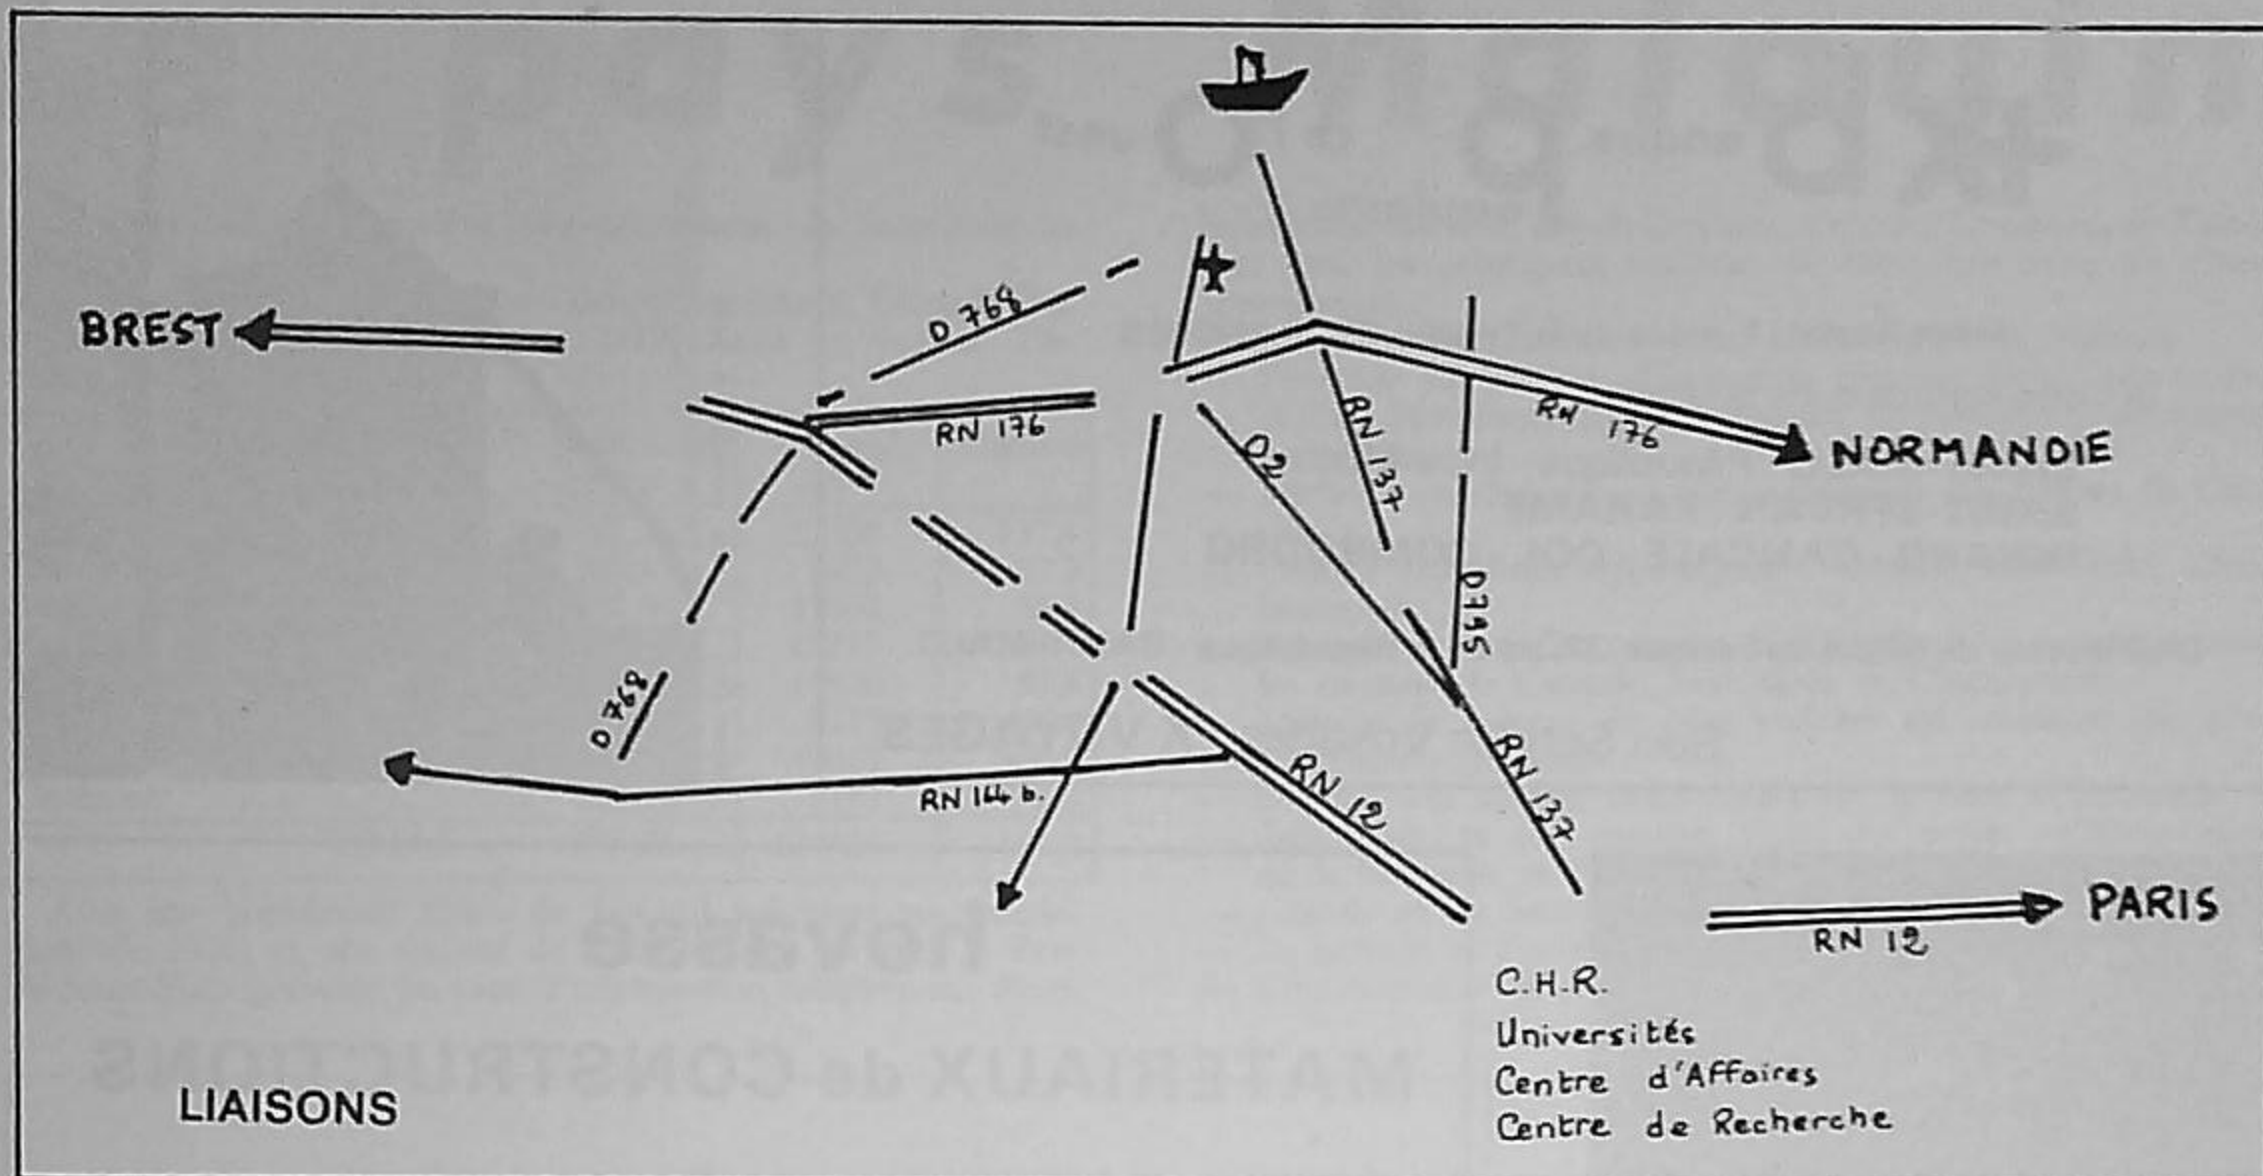 BREST
D 768
RN 176
D2
RN 137
RN 176
NORMANDIE
D795
D 768
RN 164 b.
RN 12
RN 137
RN 12
PARIS
C.H.R.
Universités
Centre d'Affaires
Centre de Recherche
LIAISONS